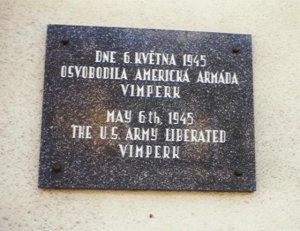 DNE 6. KVĚTNA 1945
OSVOBODILA AMERICKÁ ARMÁDA
VIMPERK
MAY 6th. 1945
THE U.S. ARMY LIBERATED
VIMPERK